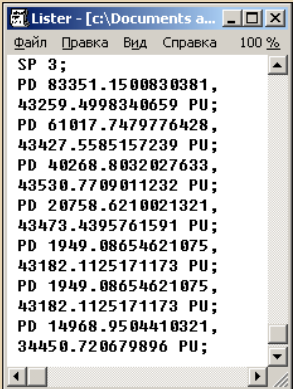 Lister - [c:\Documents a...
Файл Правка Вид Справка 100 %
SP 3;
PD 83351.1500830381,
43259.4998340659 PU;
PD 61017.7479776428,
43427.5585157239 PU;
PD 40268.8032027633,
43530.7709011232 PU;
PD 20758.6210021321,
43473.4395761591 PU;
PD 1949.08654621075,
43182.1125171173 PU;
PD 1949.08654621075,
43182.1125171173 PU;
PD 14968.9504410321,
34450.720679896 PU;